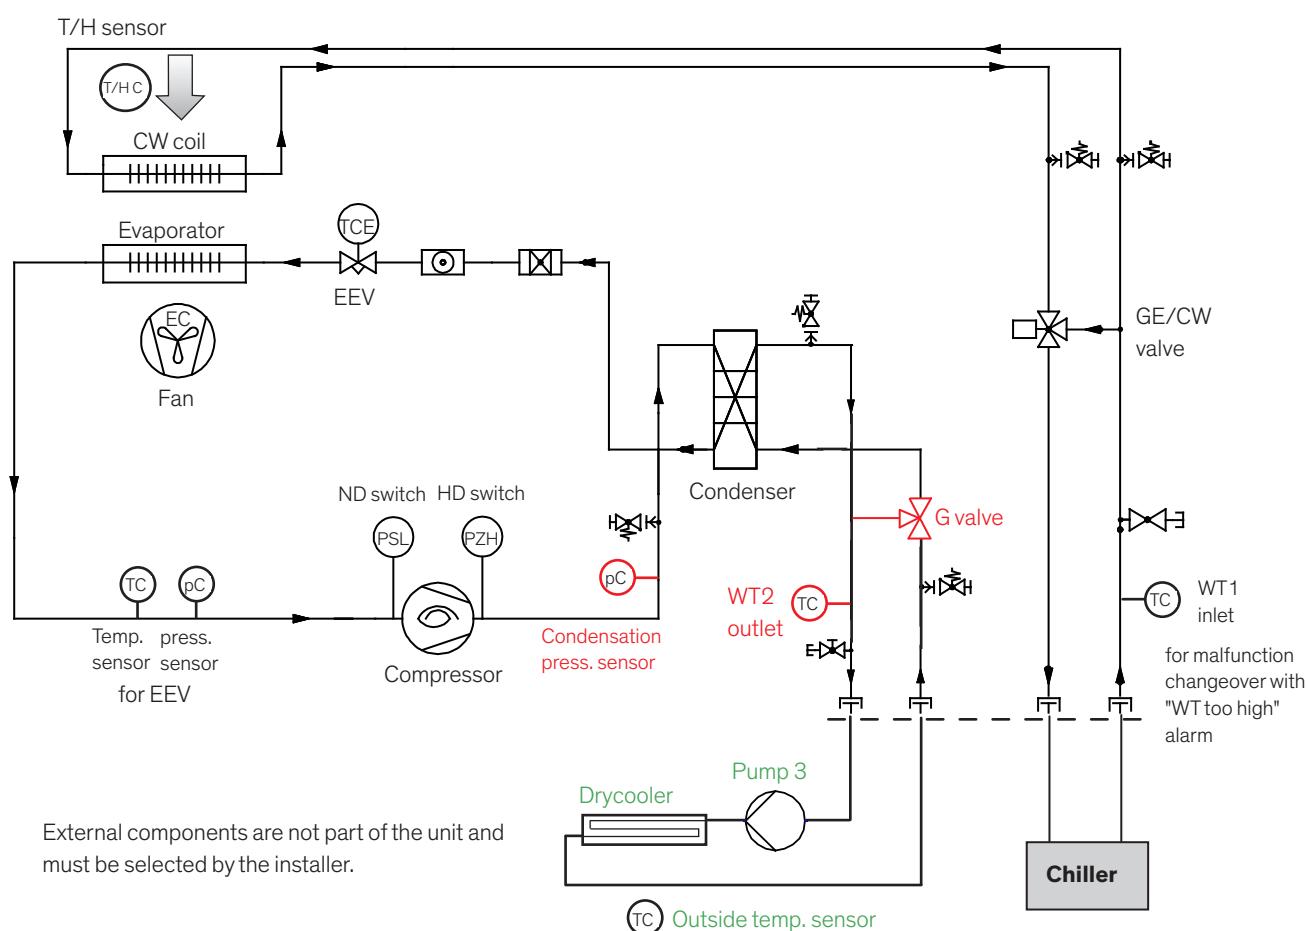 T/H sensor
T/H C
CW coil
Evaporator
TCE
EEV
EC
Fan
GE/CW
valve
Condenser
ND switch
HD switch
PSL
PZH
G valve
TC
pC
pC
WT2
outlet
TC
TC
WT1
inlet
Temp.
sensor
press.
sensor
for EEV
Compressor
Condensation
press. sensor
for malfunction
changeover with
"WT too high"
alarm
Pump 3
Drycooler
External components are not part of the unit and
must be selected by the installer.
Chiller
TC
Outside temp. sensor